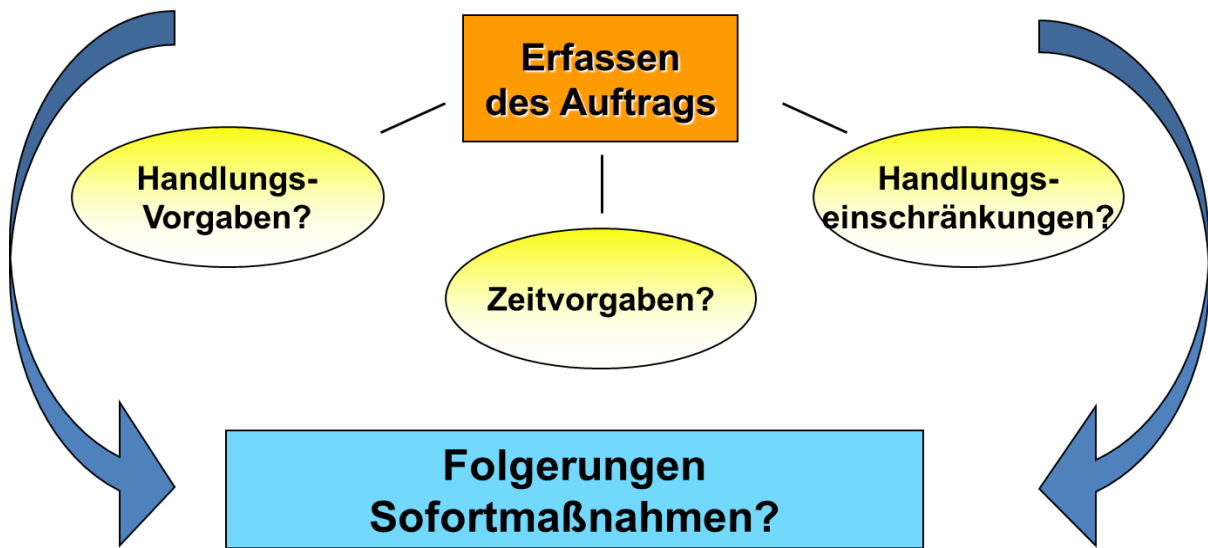 Erfassen
des Auftrags
Handlungs-
Vorgaben?
Handlungs-
einschränkungen?
Zeitvorgaben?
Folgerungen
Sofortmaßnahmen?